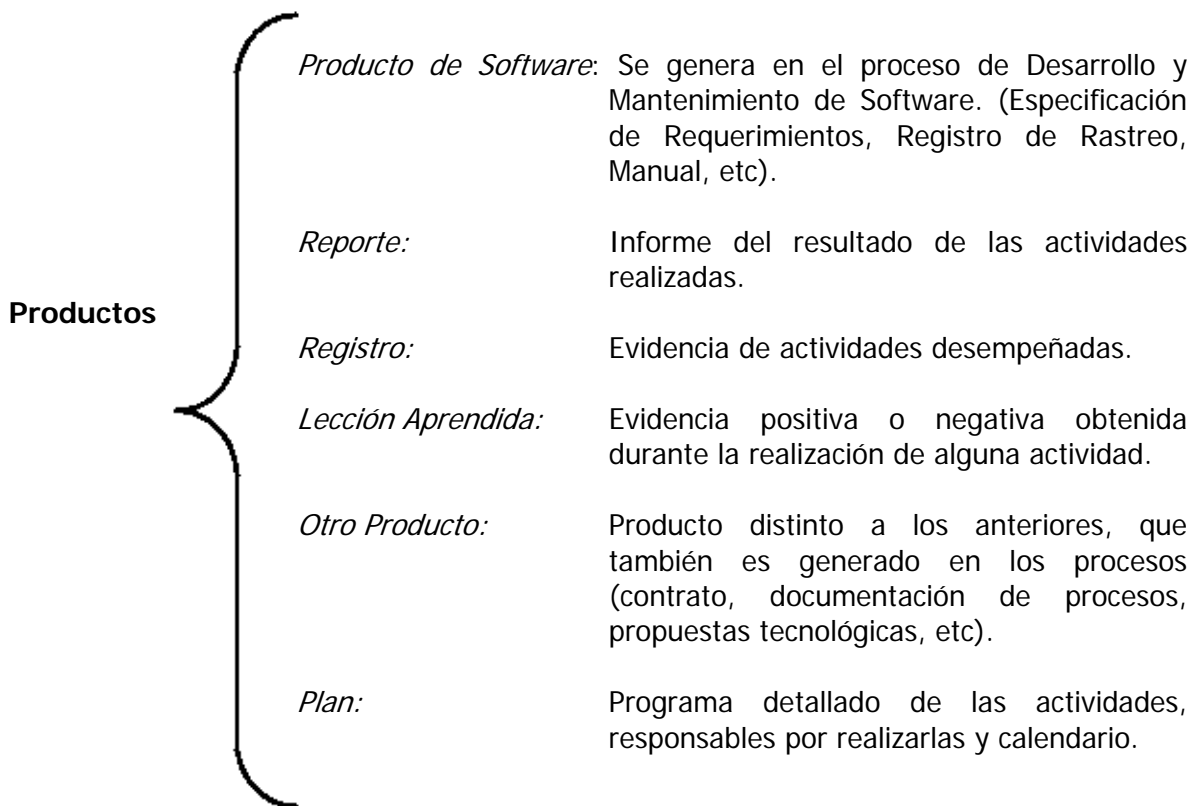 Producto de Software: Se genera en el proceso de Desarrollo y
Mantenimiento de Software. (Especificación
de Requerimientos, Registro de Rastreo,
Manual, etc).
Reporte: Informe del resultado de las actividades
realizadas.
Productos
Registro: Evidencia de actividades desempeñadas.
Lección Aprendida: Evidencia positiva o negativa obtenida
durante la realización de alguna actividad.
Otro Producto: Producto distinto a los anteriores, que
también es generado en los procesos
(contrato, documentación de procesos,
propuestas tecnológicas, etc).
Plan: Programa detallado de las actividades,
responsables por realizarlas y calendario.